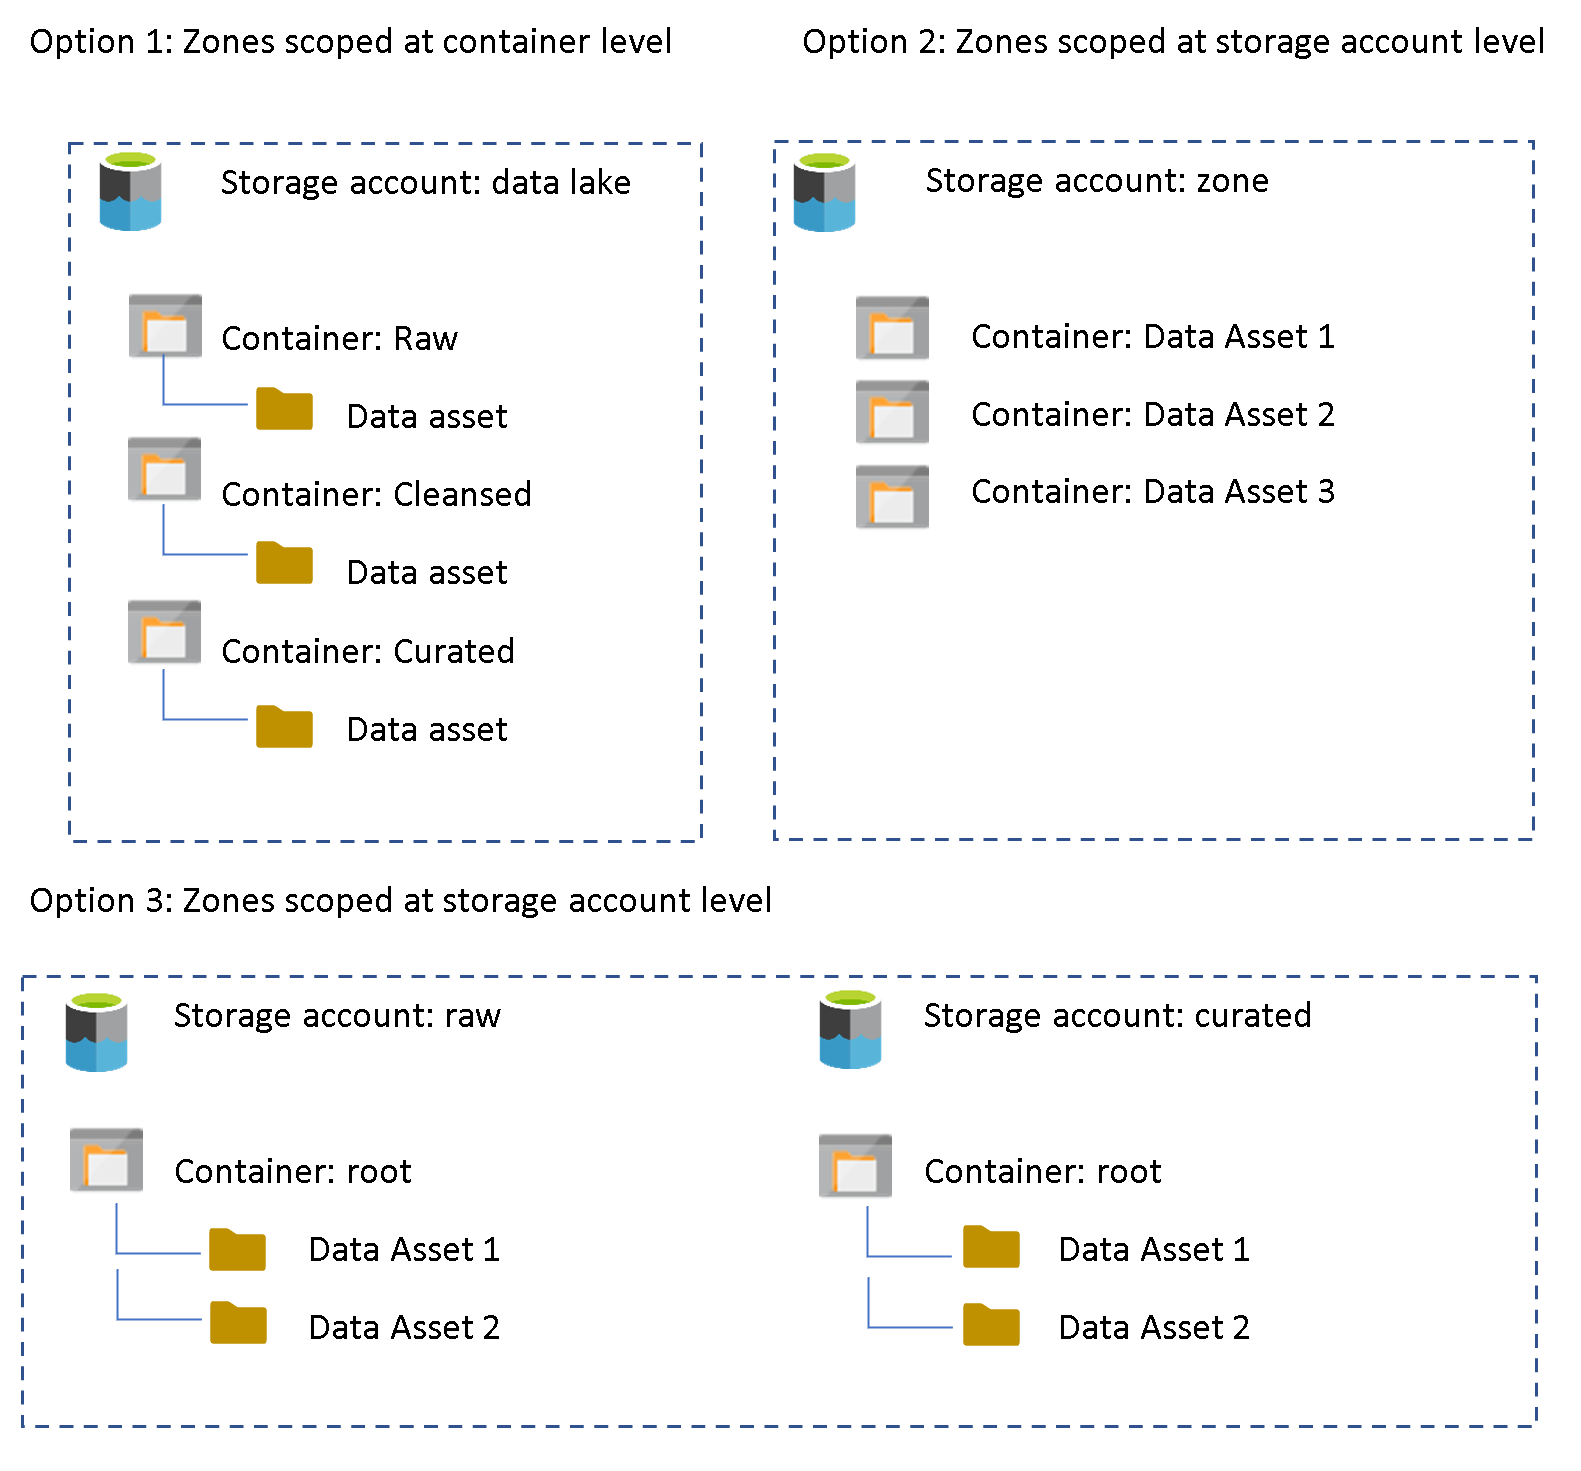 Option 1: Zones scoped at container level
Storage account: data lake
Container: Raw
Data asset
Container: Cleansed
Data asset
Container: Curated
Data asset
Option 2: Zones scoped at storage account level
Storage account: zone
Container: Data Asset 1
Container: Data Asset 2
Container: Data Asset 3
Option 3: Zones scoped at storage account level
Storage account: raw
Container: root
Data Asset 1
Data Asset 2
Storage account: curated
Container: root
Data Asset 1
Data Asset 2